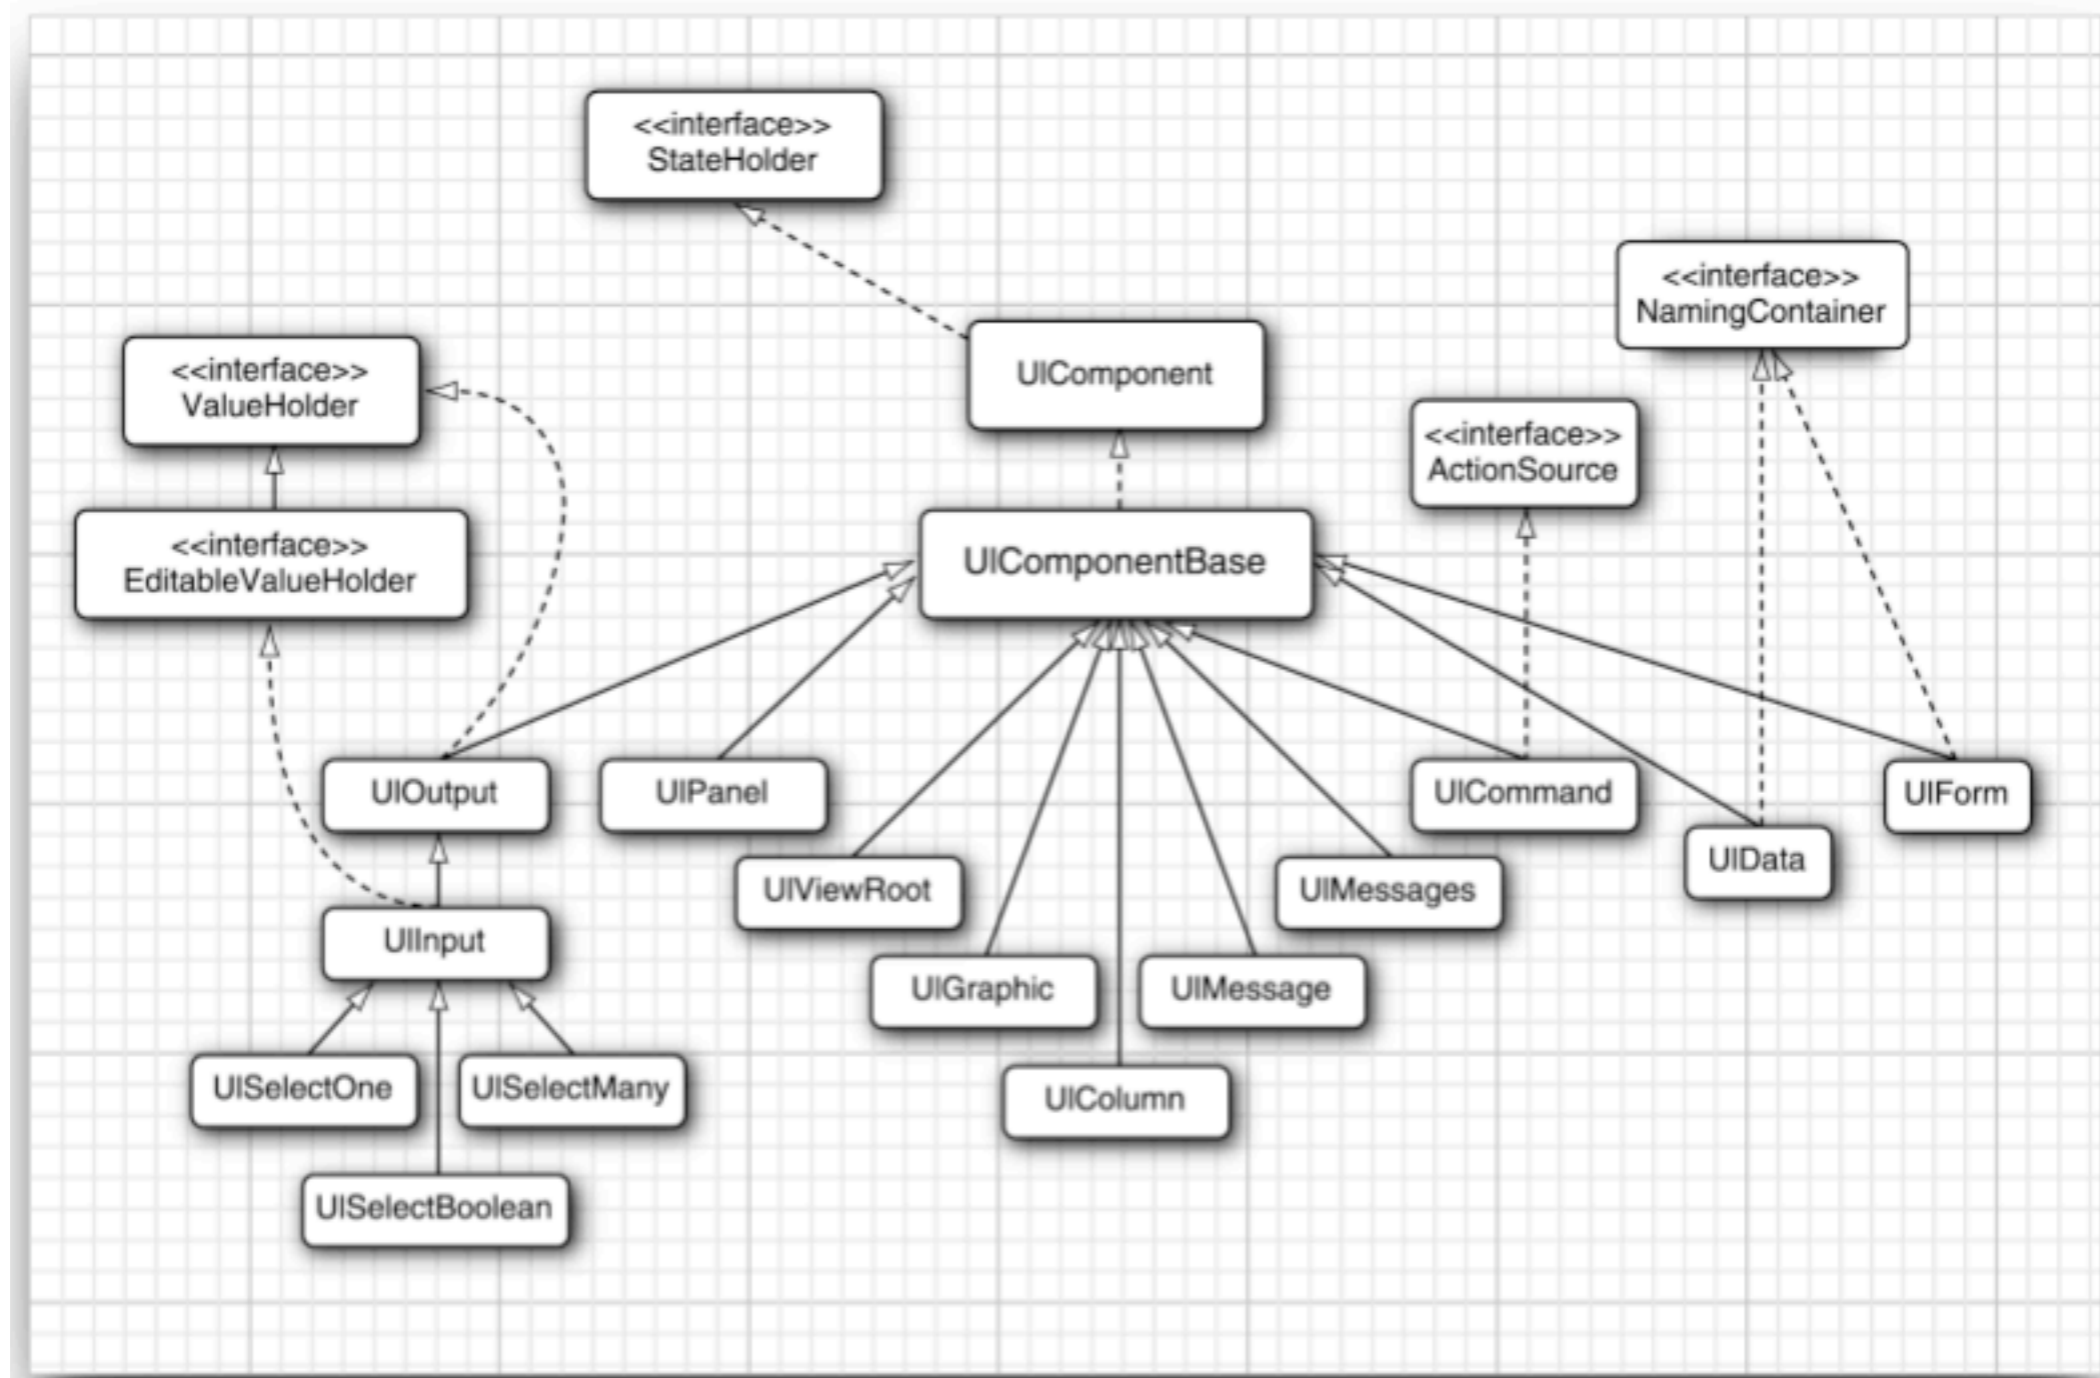 <<interface>>
StateHolder
<<interface>>
NamingContainer
<<interface>>
ValueHolder
UIComponent
<<interface>>
ActionSource
<<interface>>
EditableValueHolder
UIComponentBase
UIOutput
UIPanel
UICommand
UIForm
UIData
UIViewRoot
UIMessages
UIInput
UIGraphic
UIMessage
UISelectOne
UISelectMany
UIColumn
UISelectBoolean